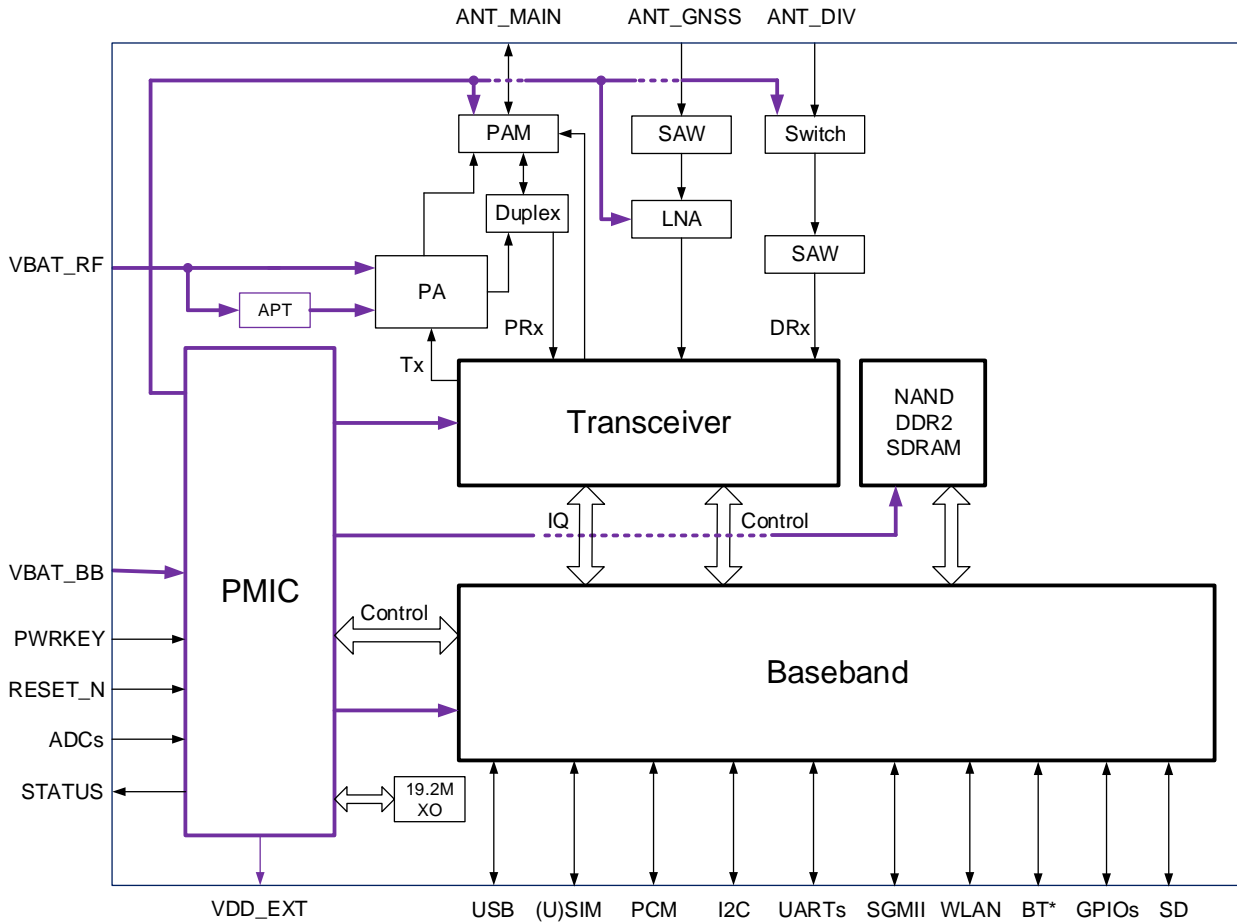 ANT_MAIN
ANT_GNSS
ANT_DIV
PAM
SAW
Switch
Duplex
LNA
SAW
VBAT_RF
PA
APT
PRx
DRx
Tx
Transceiver
NAND
DDR2
SDRAM
IQ
Control
VBAT_BB
PMIC
Control
PWRKEY
Baseband
RESET_N
ADCs
STATUS
19.2M
XO
VDD_EXT
USB
(U)SIM
PCM
I2C
UARTs
SGMII
WLAN
BT*
GPIOs
SD